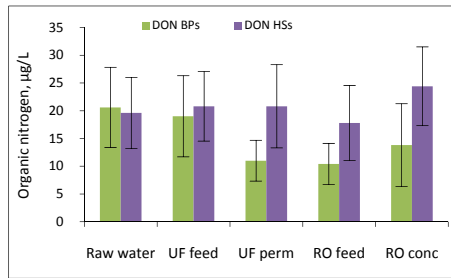 DON BPs DON HSs
Organic nitrogen, µg/L
35
30
25
20
15
10
5
0
Raw water UF feed UF perm RO feed RO conc